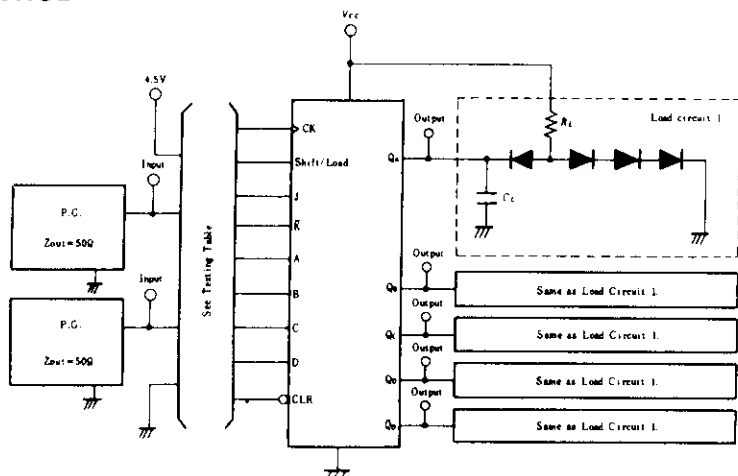 Vcc
4.5V
Output
Load circuit 1
RL
CK
Input
Shift/Load
QA
P.G.
J
CL
Zout=50Ω
K̄
See Testing Table
A
Output
Input
B
QB
Same as Load Circuit 1.
P.G.
Output
C
QC
Same as Load Circuit 1.
Zout=50Ω
Output
D
QD
Same as Load Circuit 1.
Output
CLR
Same as Load Circuit 1.